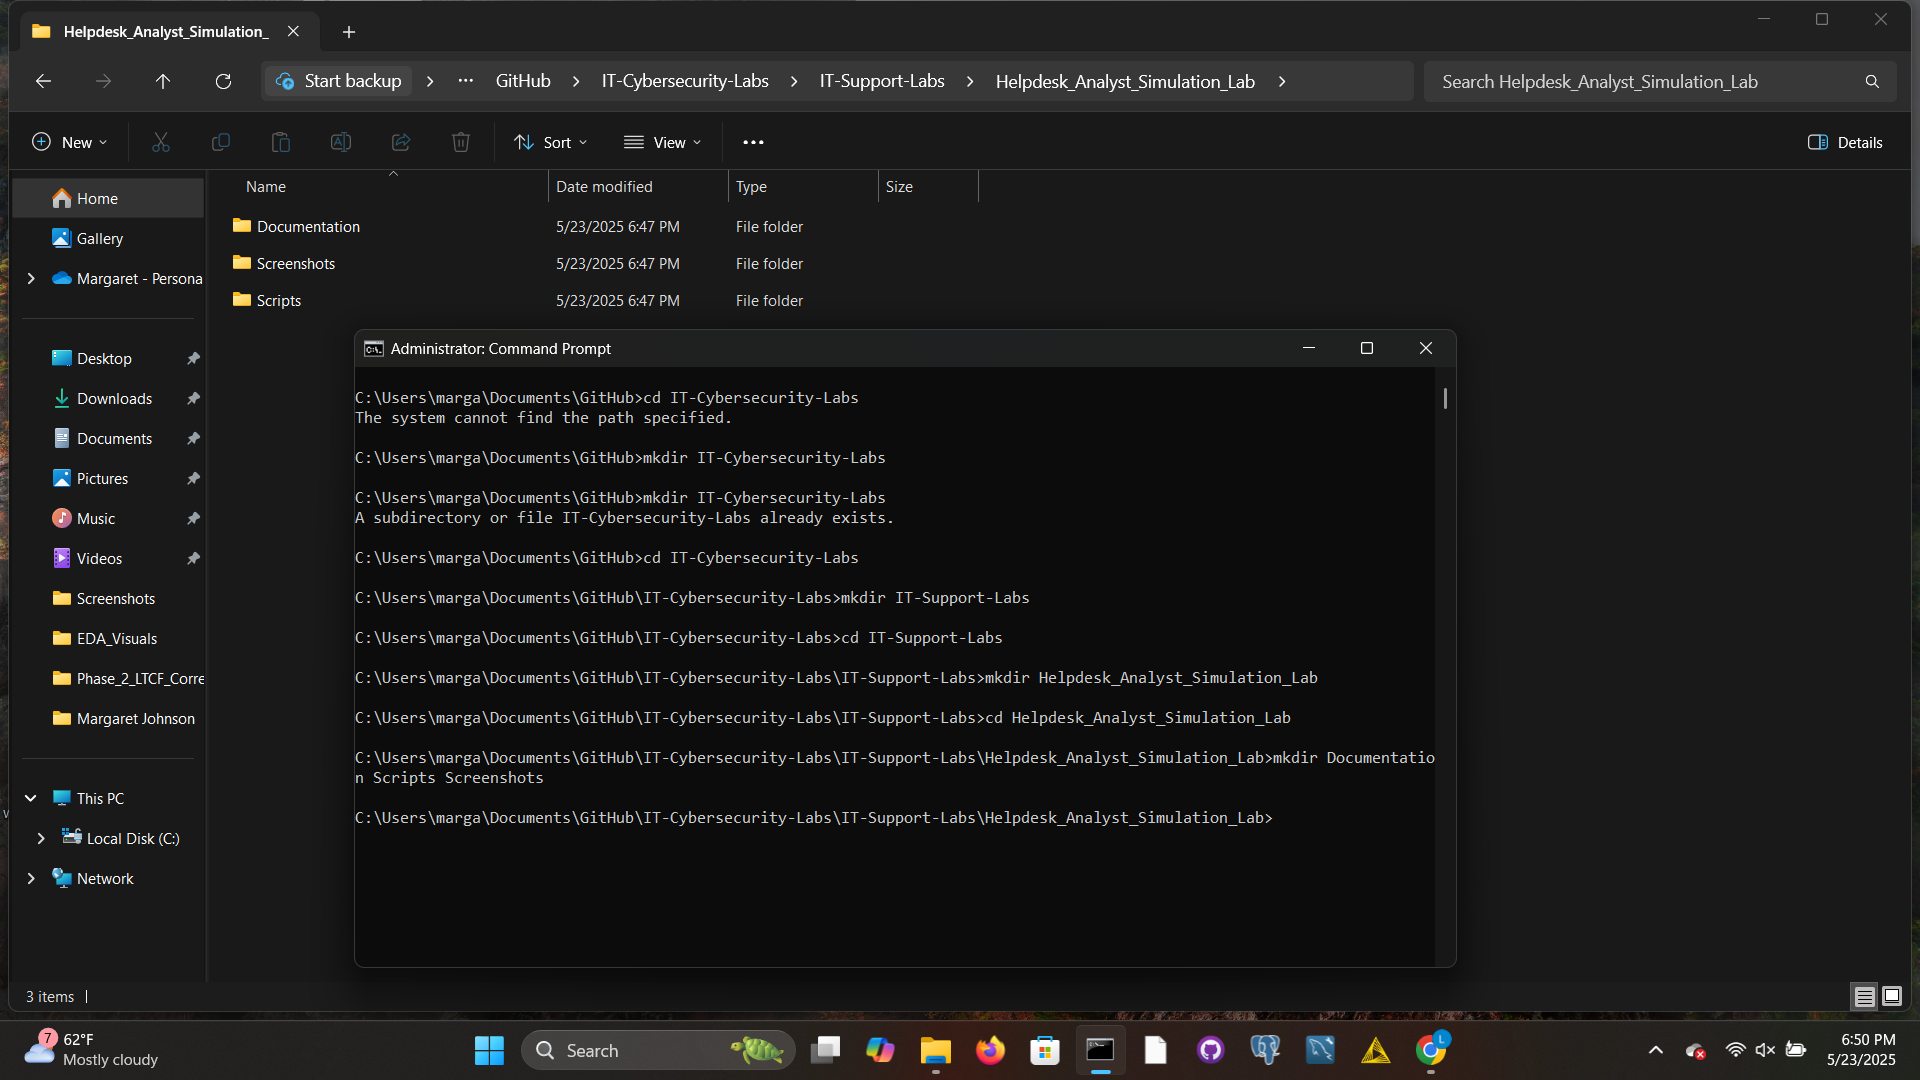 Helpdesk_Analyst_Simulation_
Start backup
GitHub
IT-Cybersecurity-Labs
IT-Support-Labs
Helpdesk_Analyst_Simulation_Lab
Search Helpdesk_Analyst_Simulation_Lab
New
Sort
View
Details
Name
Date modified
Type
Size
Home
Gallery
Margaret - Persona
Desktop
Downloads
Documents
Pictures
Music
Videos
Screenshots
EDA_Visuals
Phase_2_LTCF_Corre
Margaret Johnson
This PC
Local Disk (C:)
Network
Documentation 5/23/2025 6:47 PM File folder
Screenshots 5/23/2025 6:47 PM File folder
Scripts 5/23/2025 6:47 PM File folder
Administrator: Command Prompt
C:\Users\marga\Documents\GitHub>cd IT-Cybersecurity-Labs
The system cannot find the path specified.
C:\Users\marga\Documents\GitHub>mkdir IT-Cybersecurity-Labs
C:\Users\marga\Documents\GitHub>mkdir IT-Cybersecurity-Labs
A subdirectory or file IT-Cybersecurity-Labs already exists.
C:\Users\marga\Documents\GitHub>cd IT-Cybersecurity-Labs
C:\Users\marga\Documents\GitHub\IT-Cybersecurity-Labs>mkdir IT-Support-Labs
C:\Users\marga\Documents\GitHub\IT-Cybersecurity-Labs>cd IT-Support-Labs
C:\Users\marga\Documents\GitHub\IT-Cybersecurity-Labs\IT-Support-Labs>mkdir Helpdesk_Analyst_Simulation_Lab
C:\Users\marga\Documents\GitHub\IT-Cybersecurity-Labs\IT-Support-Labs>cd Helpdesk_Analyst_Simulation_Lab
C:\Users\marga\Documents\GitHub\IT-Cybersecurity-Labs\IT-Support-Labs\Helpdesk_Analyst_Simulation_Lab>mkdir Documentatio
n Scripts Screenshots
C:\Users\marga\Documents\GitHub\IT-Cybersecurity-Labs\IT-Support-Labs\Helpdesk_Analyst_Simulation_Lab>
3 items
7
62°F
Mostly cloudy
Search
L
6:50 PM
5/23/2025